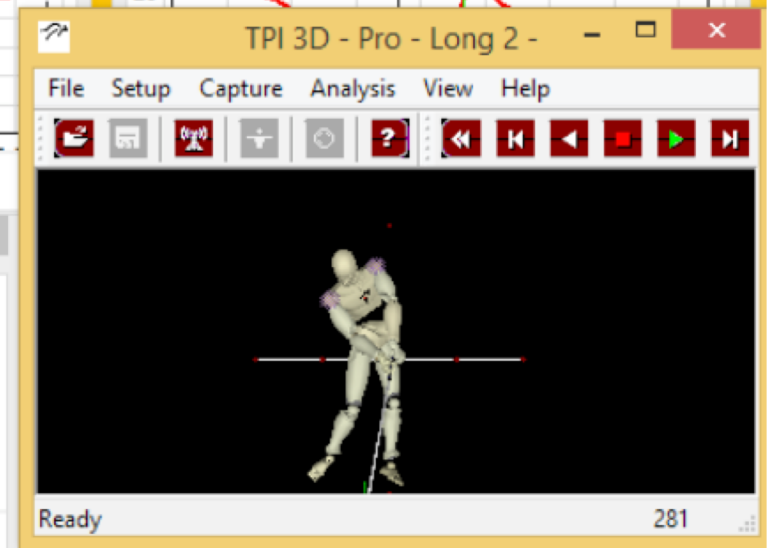 TPI 3D - Pro - Long 2 -
File Setup Capture Analysis View Help
?
Ready 281